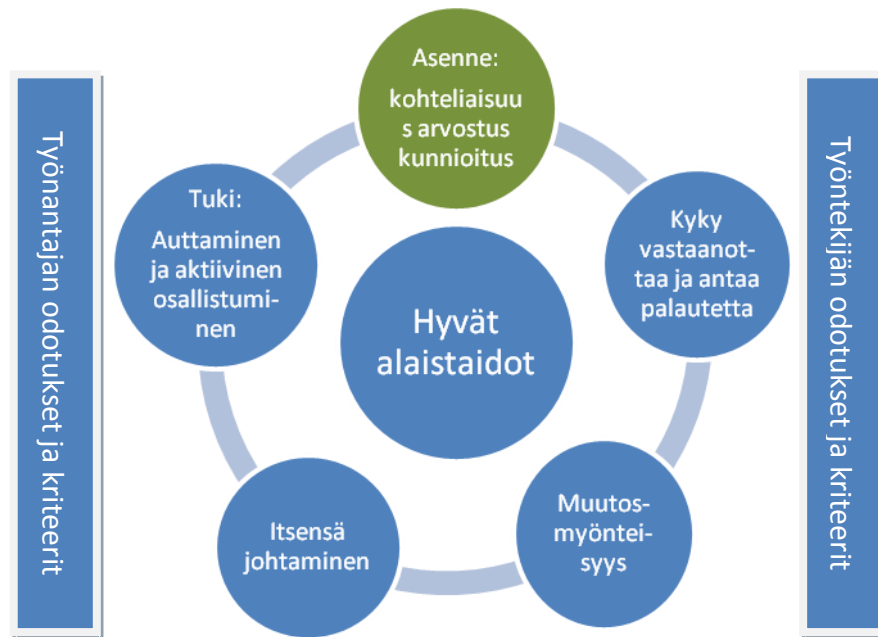 Työnantajan odotukset ja kriteerit
Asenne:
kohteliaisuu
s arvostus
kunnioitus
Tuki:
Auttaminen
ja aktiivinen
osallistumi-
nen
Kyky
vastaanot-
taa ja antaa
palautetta
Hyvät
alaistaidot
Itsensä
johtaminen
Muutos-
myöntei-
syys
Työntekijän odotukset ja kriteerit